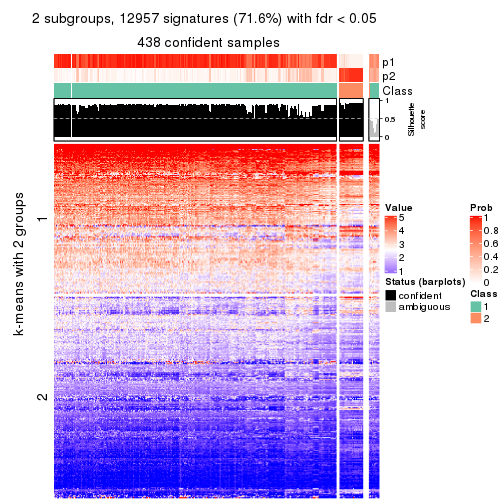 2 subgroups, 12957 signatures (71.6%) with fdr < 0.05
438 confident samples
p1
p2
Class
1
0.5
0
Silhouette
score
k-means with 2 groups
1
2
Value
5
4
3
2
1
Prob
1
0.8
0.6
0.4
0.2
0
Status (barplots)
confident
ambiguous
Class
1
2